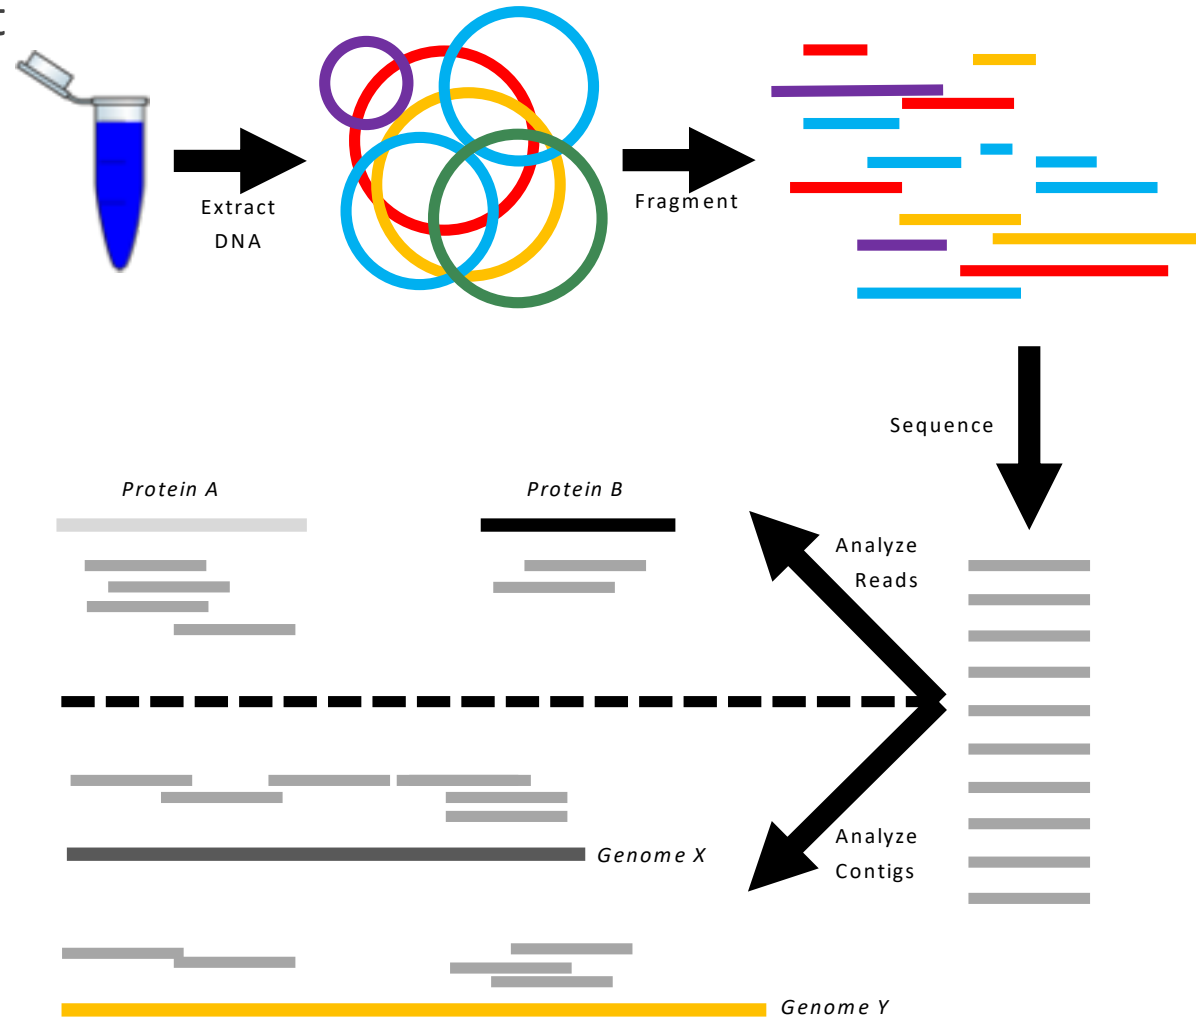 Extract
DNA
Fragment
Sequence
Protein A
Protein B
Analyze
Reads
Genome X
Analyze
Contigs
Genome Y